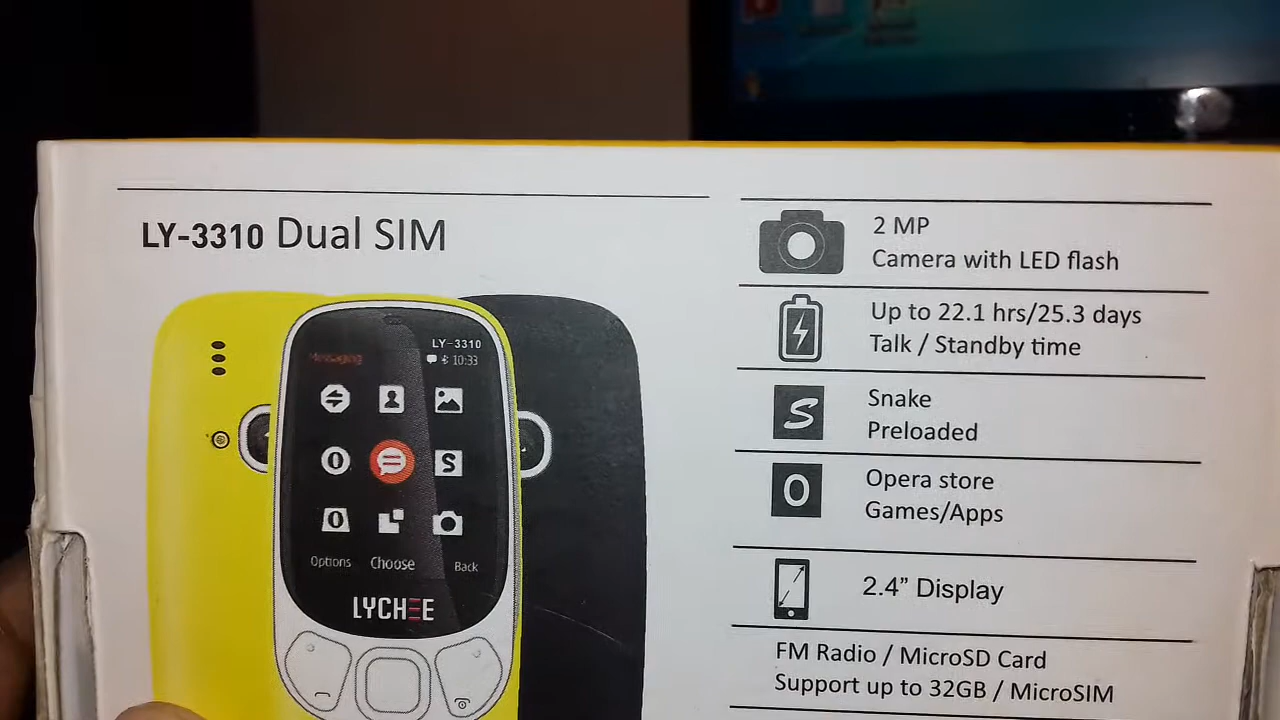 LY-3310 Dual SIM
LY-3310
Messaging
10:33
Options Choose Back
LYCHEE
2 MP
Camera with LED flash
Up to 22.1 hrs/25.3 days
Talk / Standby time
S
Snake
Preloaded
O
Opera store
Games/Apps
2.4” Display
FM Radio / MicroSD Card
Support up to 32GB / MicroSIM